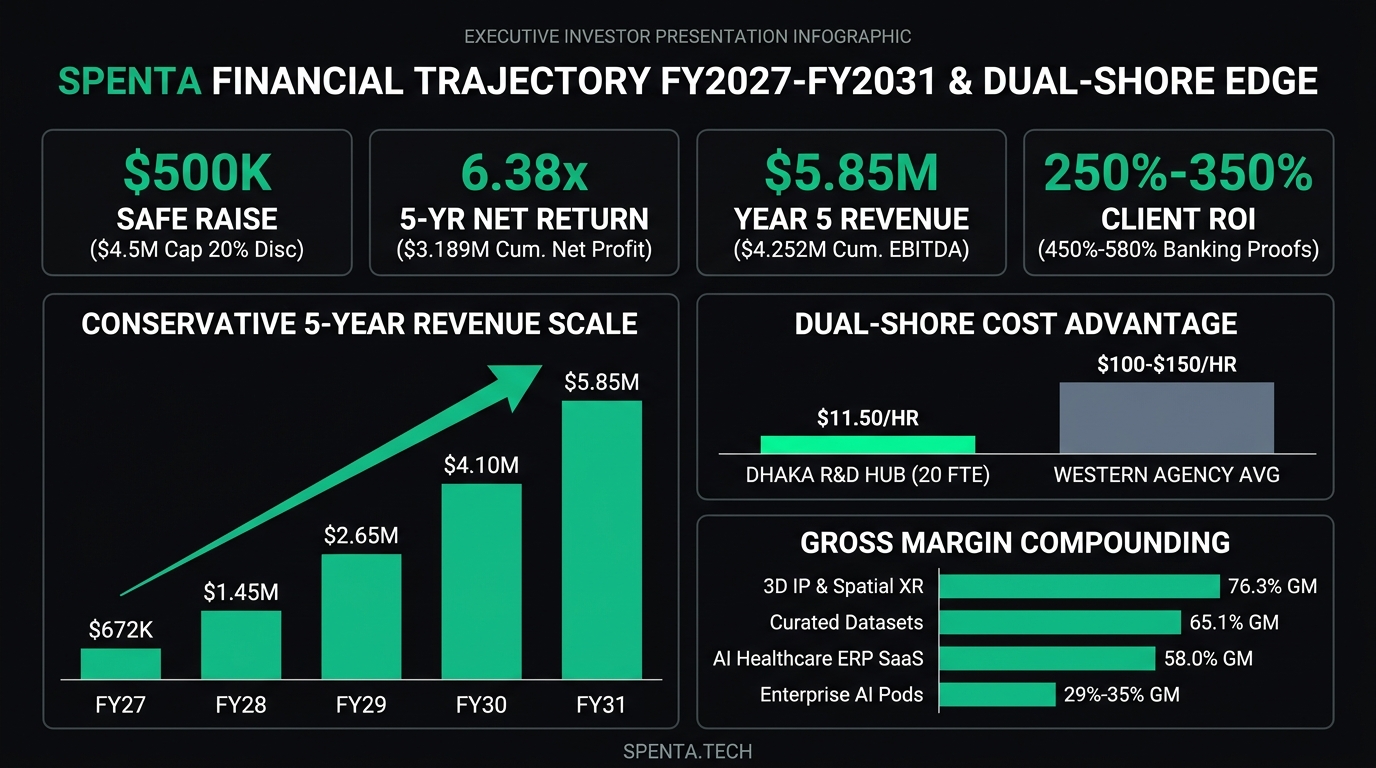 EXECUTIVE INVESTOR PRESENTATION INFOGRAPHIC
SPENTA FINANCIAL TRAJECTORY FY2027-FY2031 & DUAL-SHORE EDGE
$500K
SAFE RAISE
($4.5M Cap 20% Disc)
6.38x
5-YR NET RETURN
($3.189M Cum. Net Profit)
$5.85M
YEAR 5 REVENUE
($4.252M Cum. EBITDA)
250%-350%
CLIENT ROI
(450%-580% Banking Proofs)
CONSERVATIVE 5-YEAR REVENUE SCALE
$672K
$1.45M
$2.65M
$4.10M
$5.85M
FY27
FY28
FY29
FY30
FY31
DUAL-SHORE COST ADVANTAGE
$11.50/HR
$100-$150/HR
DHAKA R&D HUB (20 FTE)
WESTERN AGENCY AVG
GROSS MARGIN COMPOUNDING
3D IP & Spatial XR 76.3% GM
Curated Datasets 65.1% GM
AI Healthcare ERP SaaS 58.0% GM
Enterprise AI Pods 29%-35% GM
SPENTA.TECH